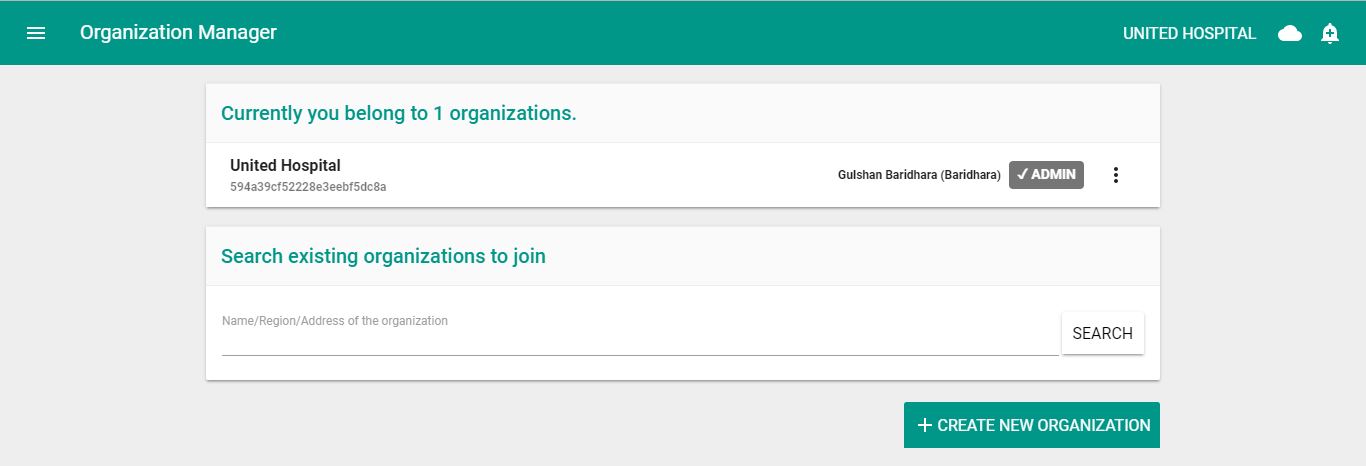 Organization Manager
UNITED HOSPITAL
Currently you belong to 1 organizations.
United Hospital
594a39cf52228e3eebf5dc8a
Gulshan Baridhara (Baridhara)
✓ ADMIN
Search existing organizations to join
Name/Region/Address of the organization
SEARCH
+ CREATE NEW ORGANIZATION